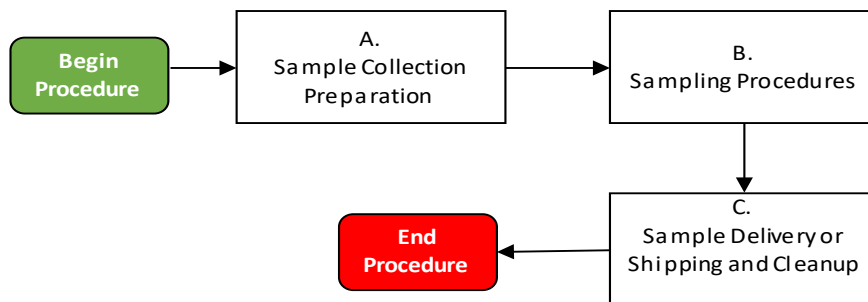 Begin
Procedure
A.
Sample Collection
Preparation
B.
Sampling Procedures
C.
Sample Delivery or
Shipping and Cleanup
End
Procedure